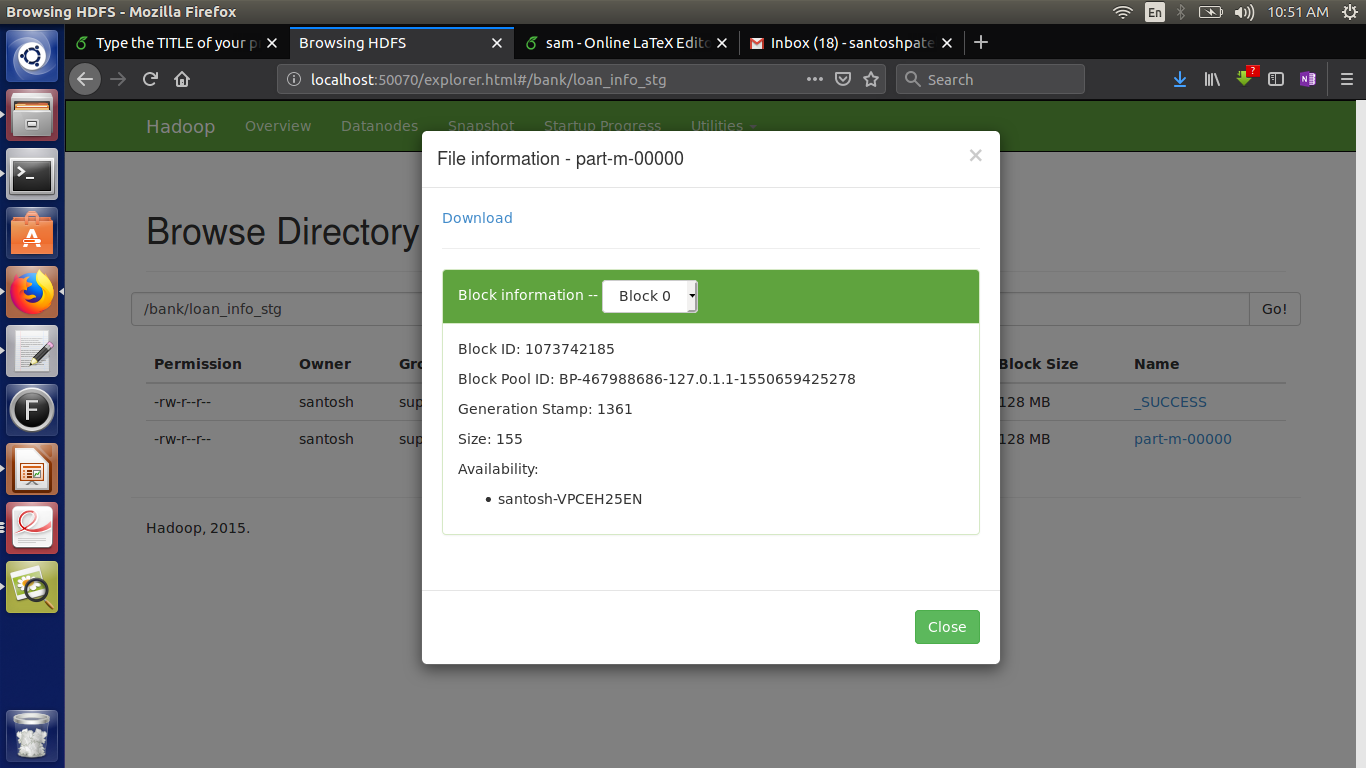 Browsing HDFS - Mozilla Firefox
En
10:51 AM
Type the TITLE of your p
Browsing HDFS
sam - Online LaTeX Edito
Inbox (18) - santoshpate
localhost:50070/explorer.html#/bank/loan_info_stg
Search
?
N
Hadoop Overview Datanodes Snapshot Startup Progress Utilities
File information - part-m-00000
×
Download
Browse Directory
Block information -- Block 0
/bank/loan_info_stg
Go!
Block ID: 1073742185
Permission Owner Gro Block Size Name
Block Pool ID: BP-467988686-127.0.1.1-1550659425278
-rw-r--r-- santosh sup 128 MB _SUCCESS
Generation Stamp: 1361
Size: 155
-rw-r--r-- santosh sup 128 MB part-m-00000
Availability:
• santosh-VPCEH25EN
Hadoop, 2015.
Close